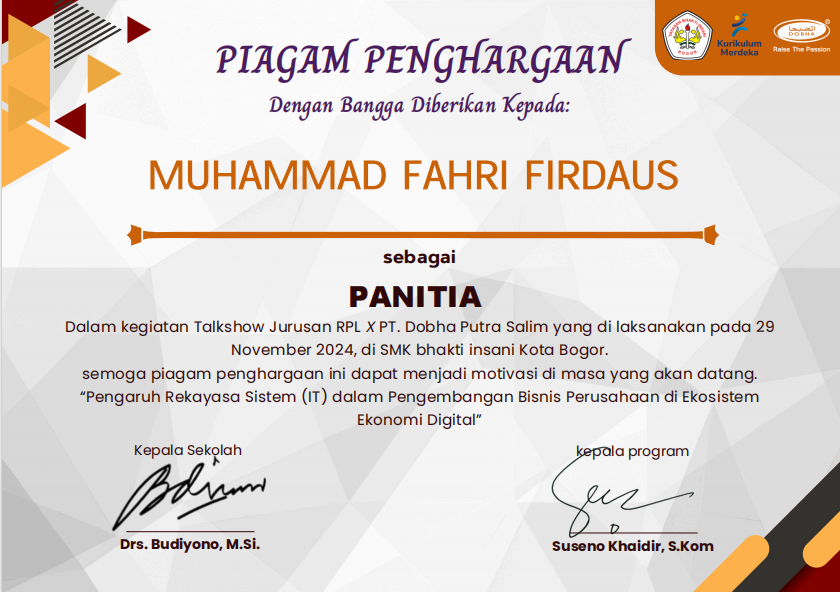 PIAGAM PENGHARGAAN
Dengan Bangga Diberikan Kepada:
Kurikulum
Merdeka
DOBHA
Raise The Passion
MUHAMMAD FAHRI FIRDAUS
sebagai
PANITIA
Dalam kegiatan Talkshow Jurusan RPL X PT. Dobha Putra Salim yang di laksanakan pada 29
November 2024, di SMK bhakti insani Kota Bogor.
semoga piagam penghargaan ini dapat menjadi motivasi di masa yang akan datang.
“Pengaruh Rekayasa Sistem (IT) dalam Pengembangan Bisnis Perusahaan di Ekosistem
Ekonomi Digital”
Kepala Sekolah
kepala program
Drs. Budiyono, M.Si.
Suseno Khaidir, S.Kom